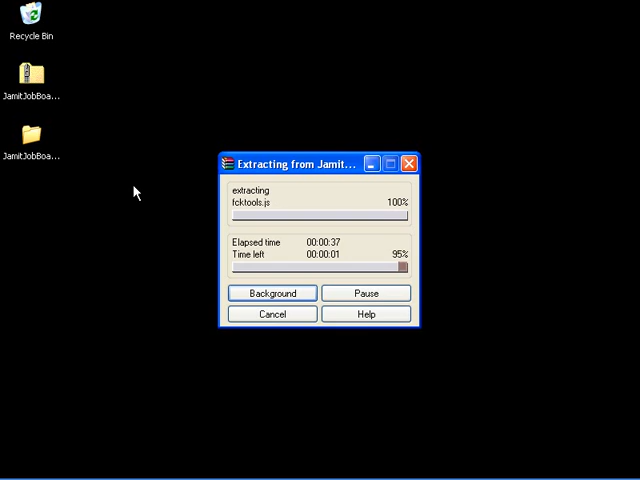 Recycle Bin
JamitJobBoa...
JamitJobBoa...
Extracting from Jamit...
extracting
fcktools.js 100%
Elapsed time 00:00:37
Time left 00:00:01 95%
Background Pause
Cancel Help